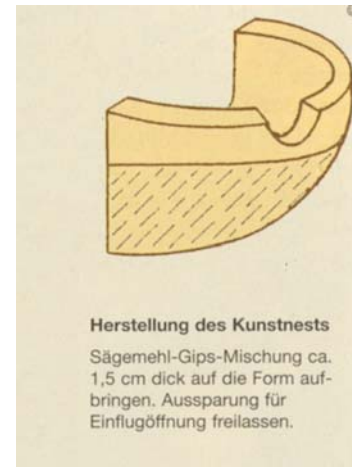 Herstellung des Kunstnests
Sägemehl-Gips-Mischung ca.
1,5 cm dick auf die Form auf-
bringen. Aussparung für
Einflugöffnung freilassen.